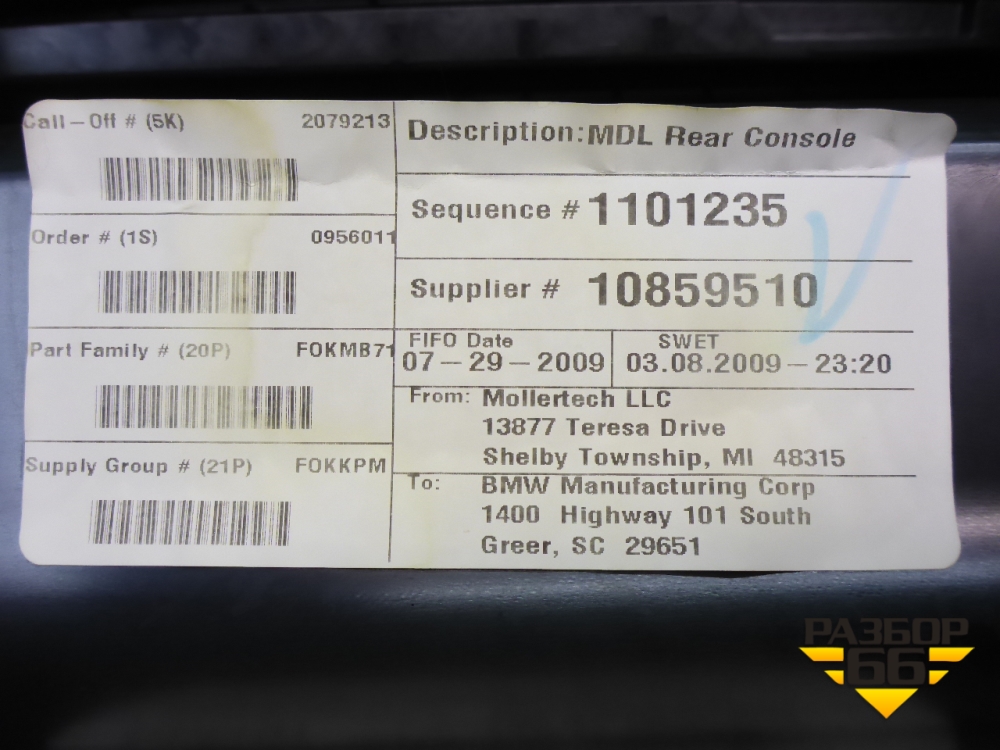 Call-Off # (5K) 2079213
Order # (1S) 0956011
Part Family # (20P) FOKMB71
Supply Group # (21P) FOKKPM
Description: MDL Rear Console
Sequence # 1101235
Supplier # 10859510
FIFO Date
07-29-2009
SWET
03.08.2009-23:20
From: Mollertech LLC
13877 Teresa Drive
Shelby Township, MI 48315
To: BMW Manufacturing Corp
1400 Highway 101 South
Greer, SC 29651
РАЗБОР
66